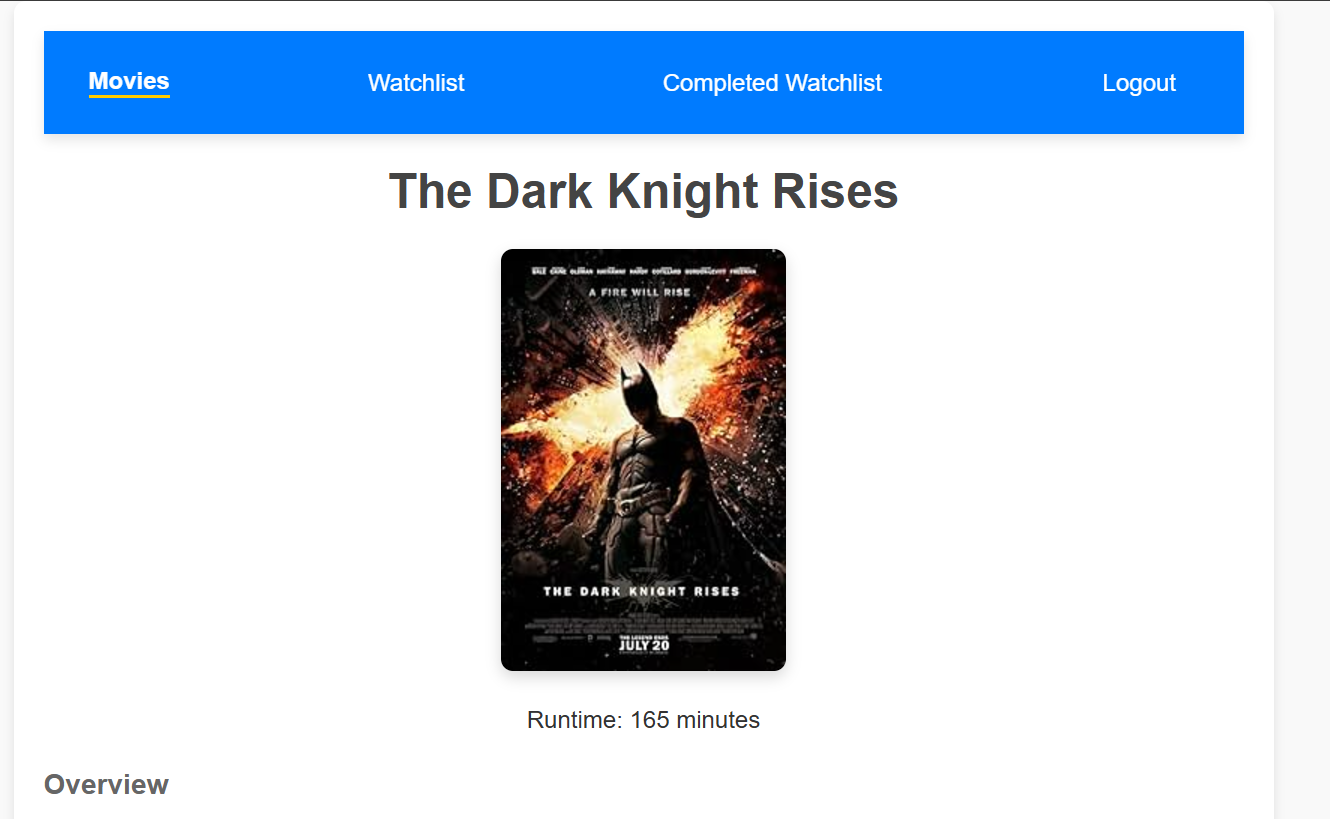 Movies Watchlist Completed Watchlist Logout
The Dark Knight Rises
BALE CAINE OLDMAN HATHAWAY HARDY COTILLARD GORDON-LEVITT FREEMAN
A FIRE WILL RISE
THE DARK KNIGHT RISES
THE LEGEND ENDS
JULY 20
Runtime: 165 minutes
Overview